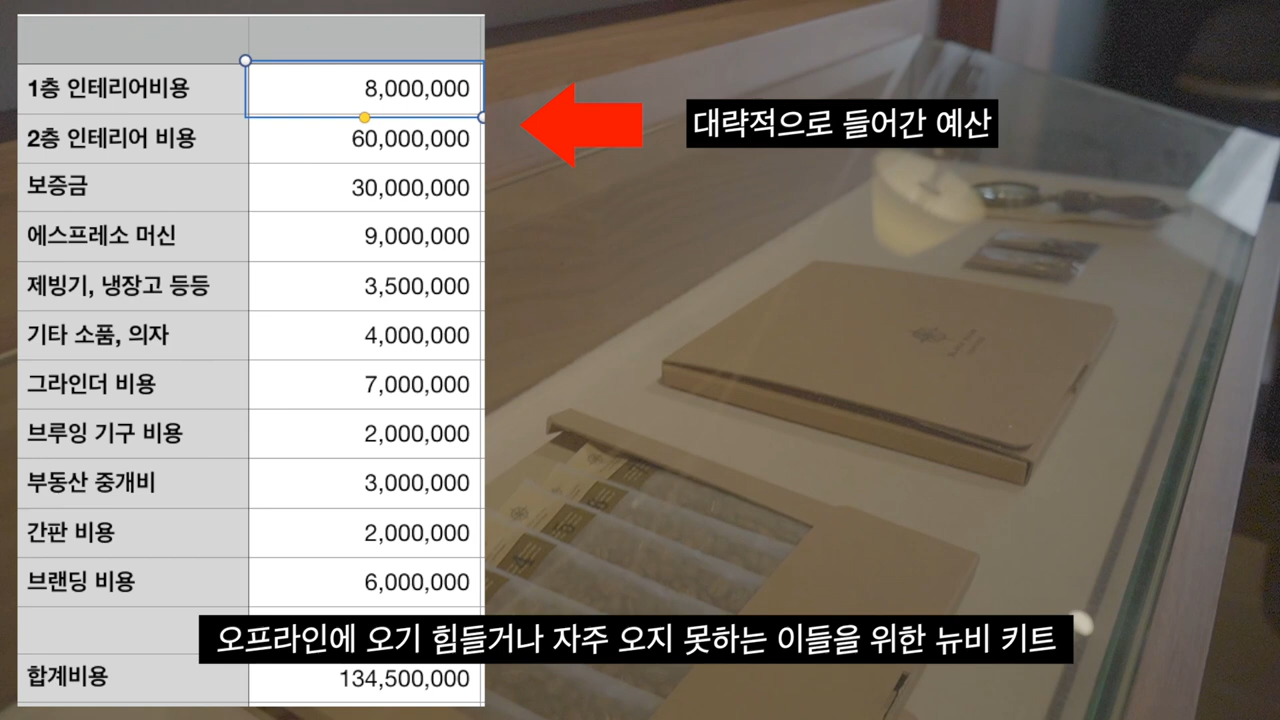 1층 인테리어비용 8,000,000
2층 인테리어 비용 60,000,000
보증금 30,000,000
에스프레소 머신 9,000,000
제빙기, 냉장고 등등 3,500,000
기타 소품, 의자 4,000,000
그라인더 비용 7,000,000
브루잉 기구 비용 2,000,000
부동산 중개비 3,000,000
간판 비용 2,000,000
브랜딩 비용 6,000,000
합계비용 134,500,000
대략적으로 들어간 예산
오프라인에 오기 힘들거나 자주 오지 못하는 이들을 위한 뉴비 키트